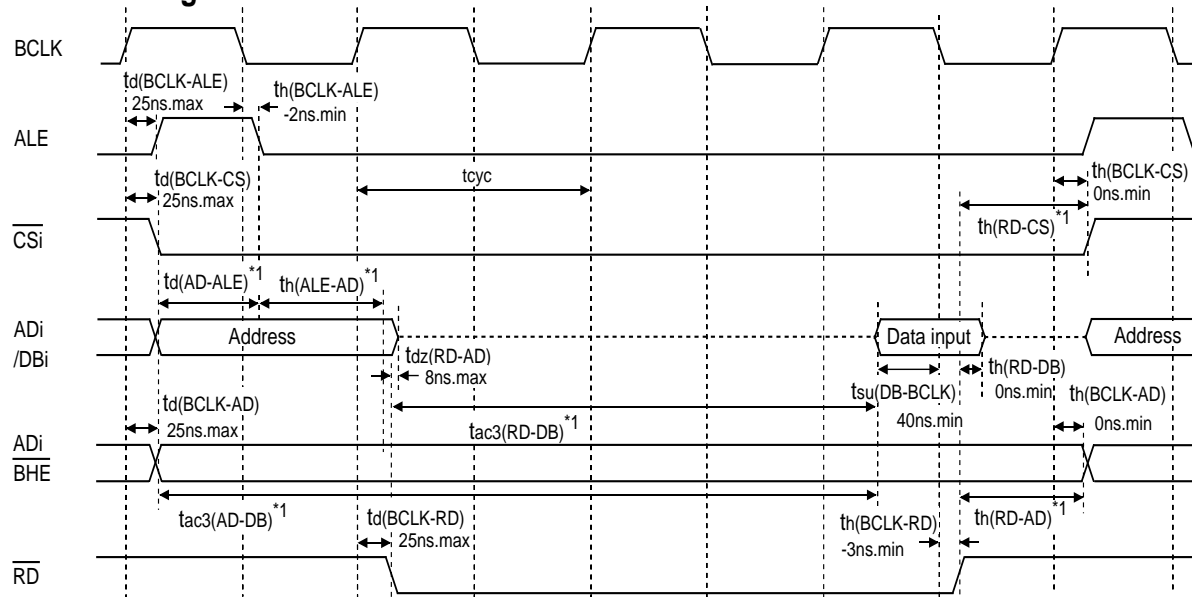 g
BCLK
td(BCLK-ALE)
25ns.max
th(BCLK-ALE)
-2ns.min
ALE
td(BCLK-CS)
25ns.max
tcyc
th(BCLK-CS)
0ns.min
CSi
th(RD-CS)*1
td(AD-ALE)*1
th(ALE-AD)*1
ADi
/DBi
Address
Data input
Address
tdz(RD-AD)
8ns.max
th(RD-DB)
0ns.min
tsu(DB-BCLK)
40ns.min
th(BCLK-AD)
0ns.min
td(BCLK-AD)
25ns.max
tac3(RD-DB)*1
ADi
BHE
tac3(AD-DB)*1
td(BCLK-RD)
25ns.max
th(BCLK-RD)
-3ns.min
th(RD-AD)*1
RD